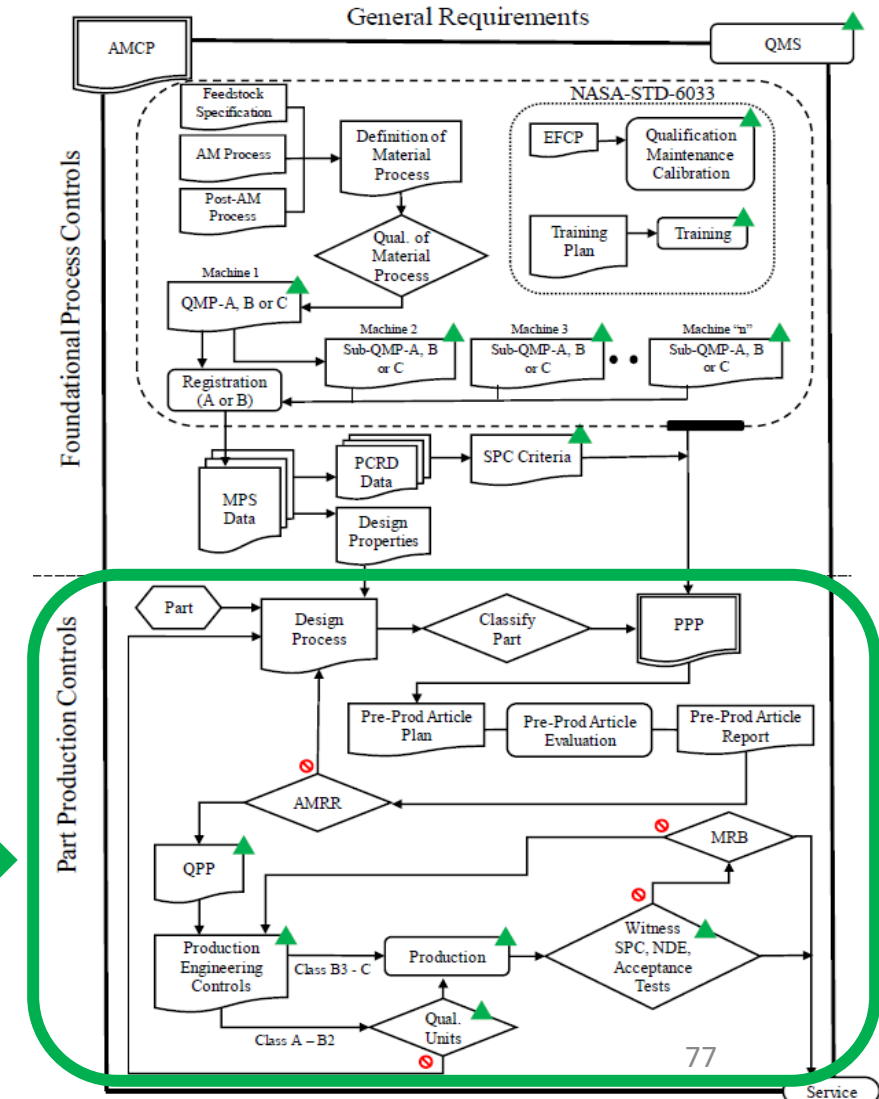 General Requirements
AMCP
QMS
Foundational Process Controls
NASA-STD-6033
Feedstock
Specification
AM Process
Post-AM
Process
Definition of
Material
Process
EFCP
Qualification
Maintenance
Calibration
Training
Plan
Training
Qual. of
Material
Process
Machine 1
QMP-A, B or C
Machine 2
Sub-QMP-A, B
or C
Machine 3
Sub-QMP-A, B
or C
Machine "n"
Sub-QMP-A, B
or C
Registration
(A or B)
MPS
Data
PCRD
Data
SPC Criteria
Design
Properties
Part Production Controls
Part
Design
Process
Classify
Part
PPP
Pre-Prod Article
Plan
Pre-Prod Article
Evaluation
Pre-Prod Article
Report
AMRR
MRB
QPP
Production
Engineering
Controls
Class B3 - C
Production
Witness
SPC, NDE,
Acceptance
Tests
Class A – B2
Qual.
Units
77
Service